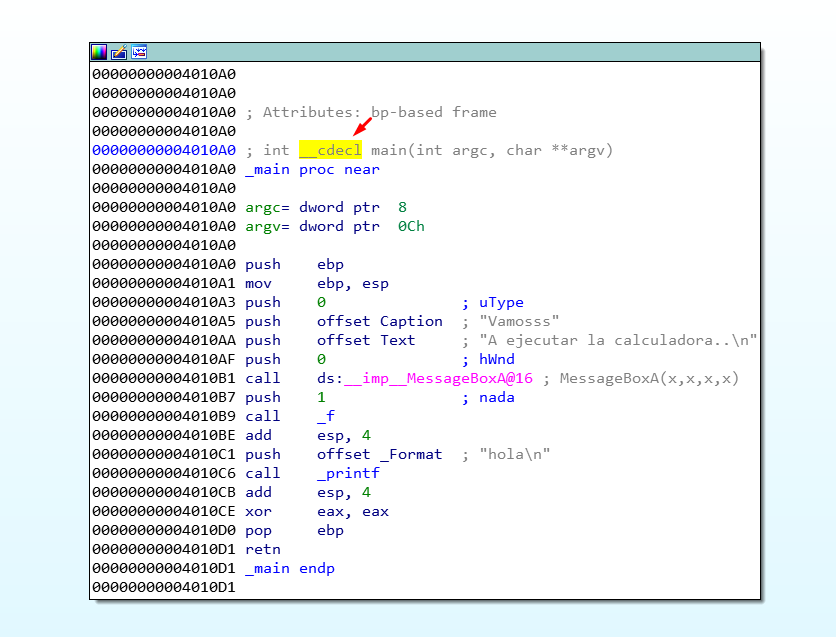 00000000004010A0
00000000004010A0
00000000004010A0 ; Attributes: bp-based frame
00000000004010A0
00000000004010A0 ; int __cdecl main(int argc, char **argv)
00000000004010A0 _main proc near
00000000004010A0
00000000004010A0 argc= dword ptr  8
00000000004010A0 argv= dword ptr  0Ch
00000000004010A0
00000000004010A0 push    ebp
00000000004010A1 mov     ebp, esp
00000000004010A3 push    0               ; uType
00000000004010A5 push    offset Caption  ; "Vamosss"
00000000004010AA push    offset Text     ; "A ejecutar la calculadora..\n"
00000000004010AF push    0               ; hWnd
00000000004010B1 call    ds:__imp__MessageBoxA@16 ; MessageBoxA(x,x,x,x)
00000000004010B7 push    1               ; nada
00000000004010B9 call    _f
00000000004010BE add     esp, 4
00000000004010C1 push    offset _Format  ; "hola\n"
00000000004010C6 call    _printf
00000000004010CB add     esp, 4
00000000004010CE xor     eax, eax
00000000004010D0 pop     ebp
00000000004010D1 retn
00000000004010D1 _main endp
00000000004010D1